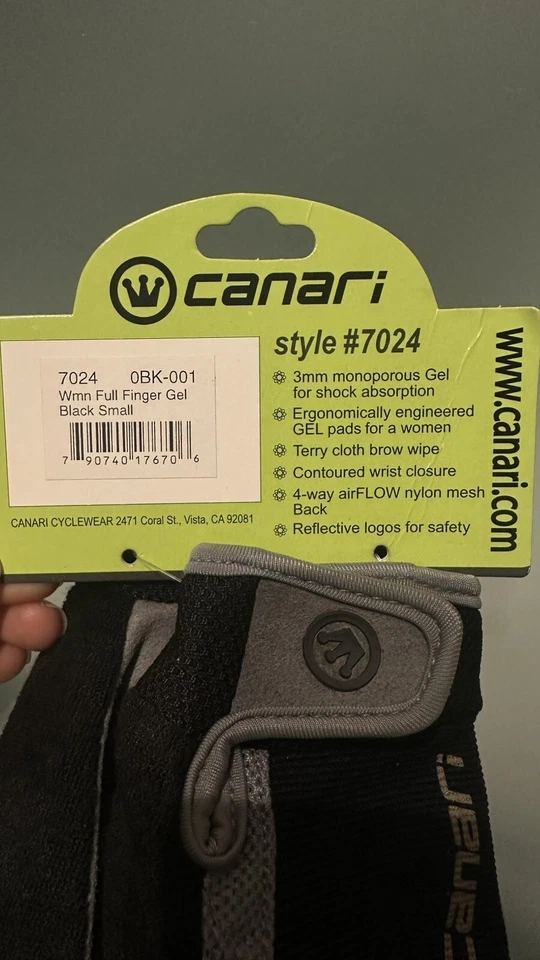 canari
style #7024
7024 0BK-001
Wmn Full Finger Gel
Black Small
7 90740 17670 6
3mm monoporous Gel
for shock absorption
Ergonomically engineered
GEL pads for a women
Terry cloth brow wipe
Contoured wrist closure
4-way airFLOW nylon mesh
Back
Reflective logos for safety
CANARI CYCLEWEAR 2471 Coral St., Vista, CA 92081
www.canari.com
canari